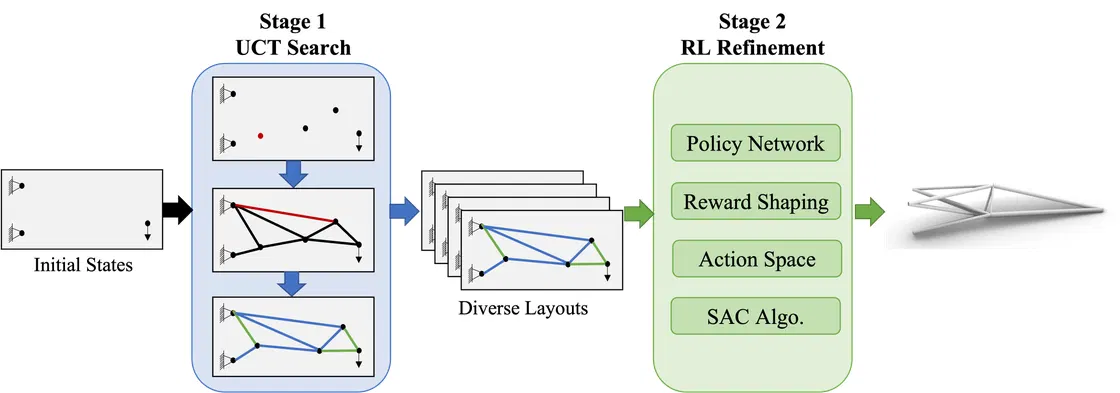 Stage 1
UCT Search
Stage 2
RL Refinement
Initial States
Diverse Layouts
Policy Network
Reward Shaping
Action Space
SAC Algo.